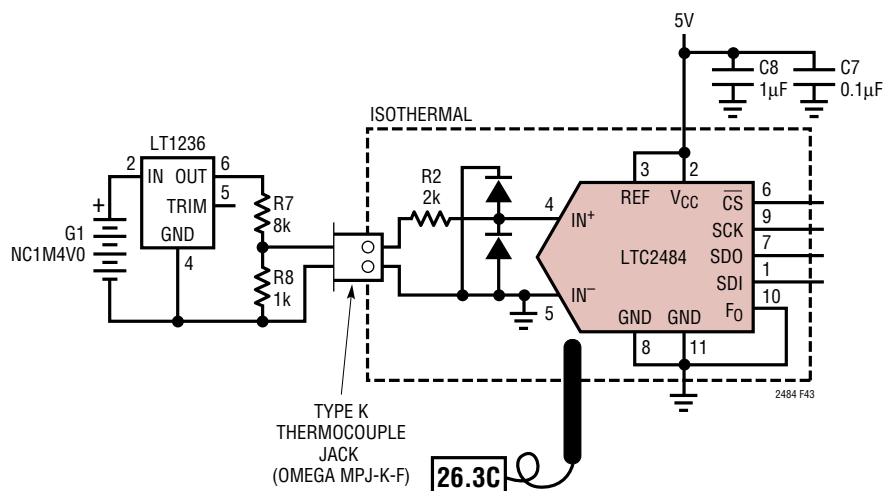 5V
C8
1µF
C7
0.1µF
ISOTHERMAL
LT1236
2
IN
OUT
6
TRIM
5
GND
4
+
G1
NC1M4V0
R7
8k
R8
1k
R2
2k
3
REF
2
VCC
4
IN+
5
IN−
LTC2484
CS
6
SCK
9
SDO
7
SDI
1
FO
10
GND
8
GND
11
2484 F43
TYPE K
THERMOCOUPLE
JACK
(OMEGA MPJ-K-F)
26.3C